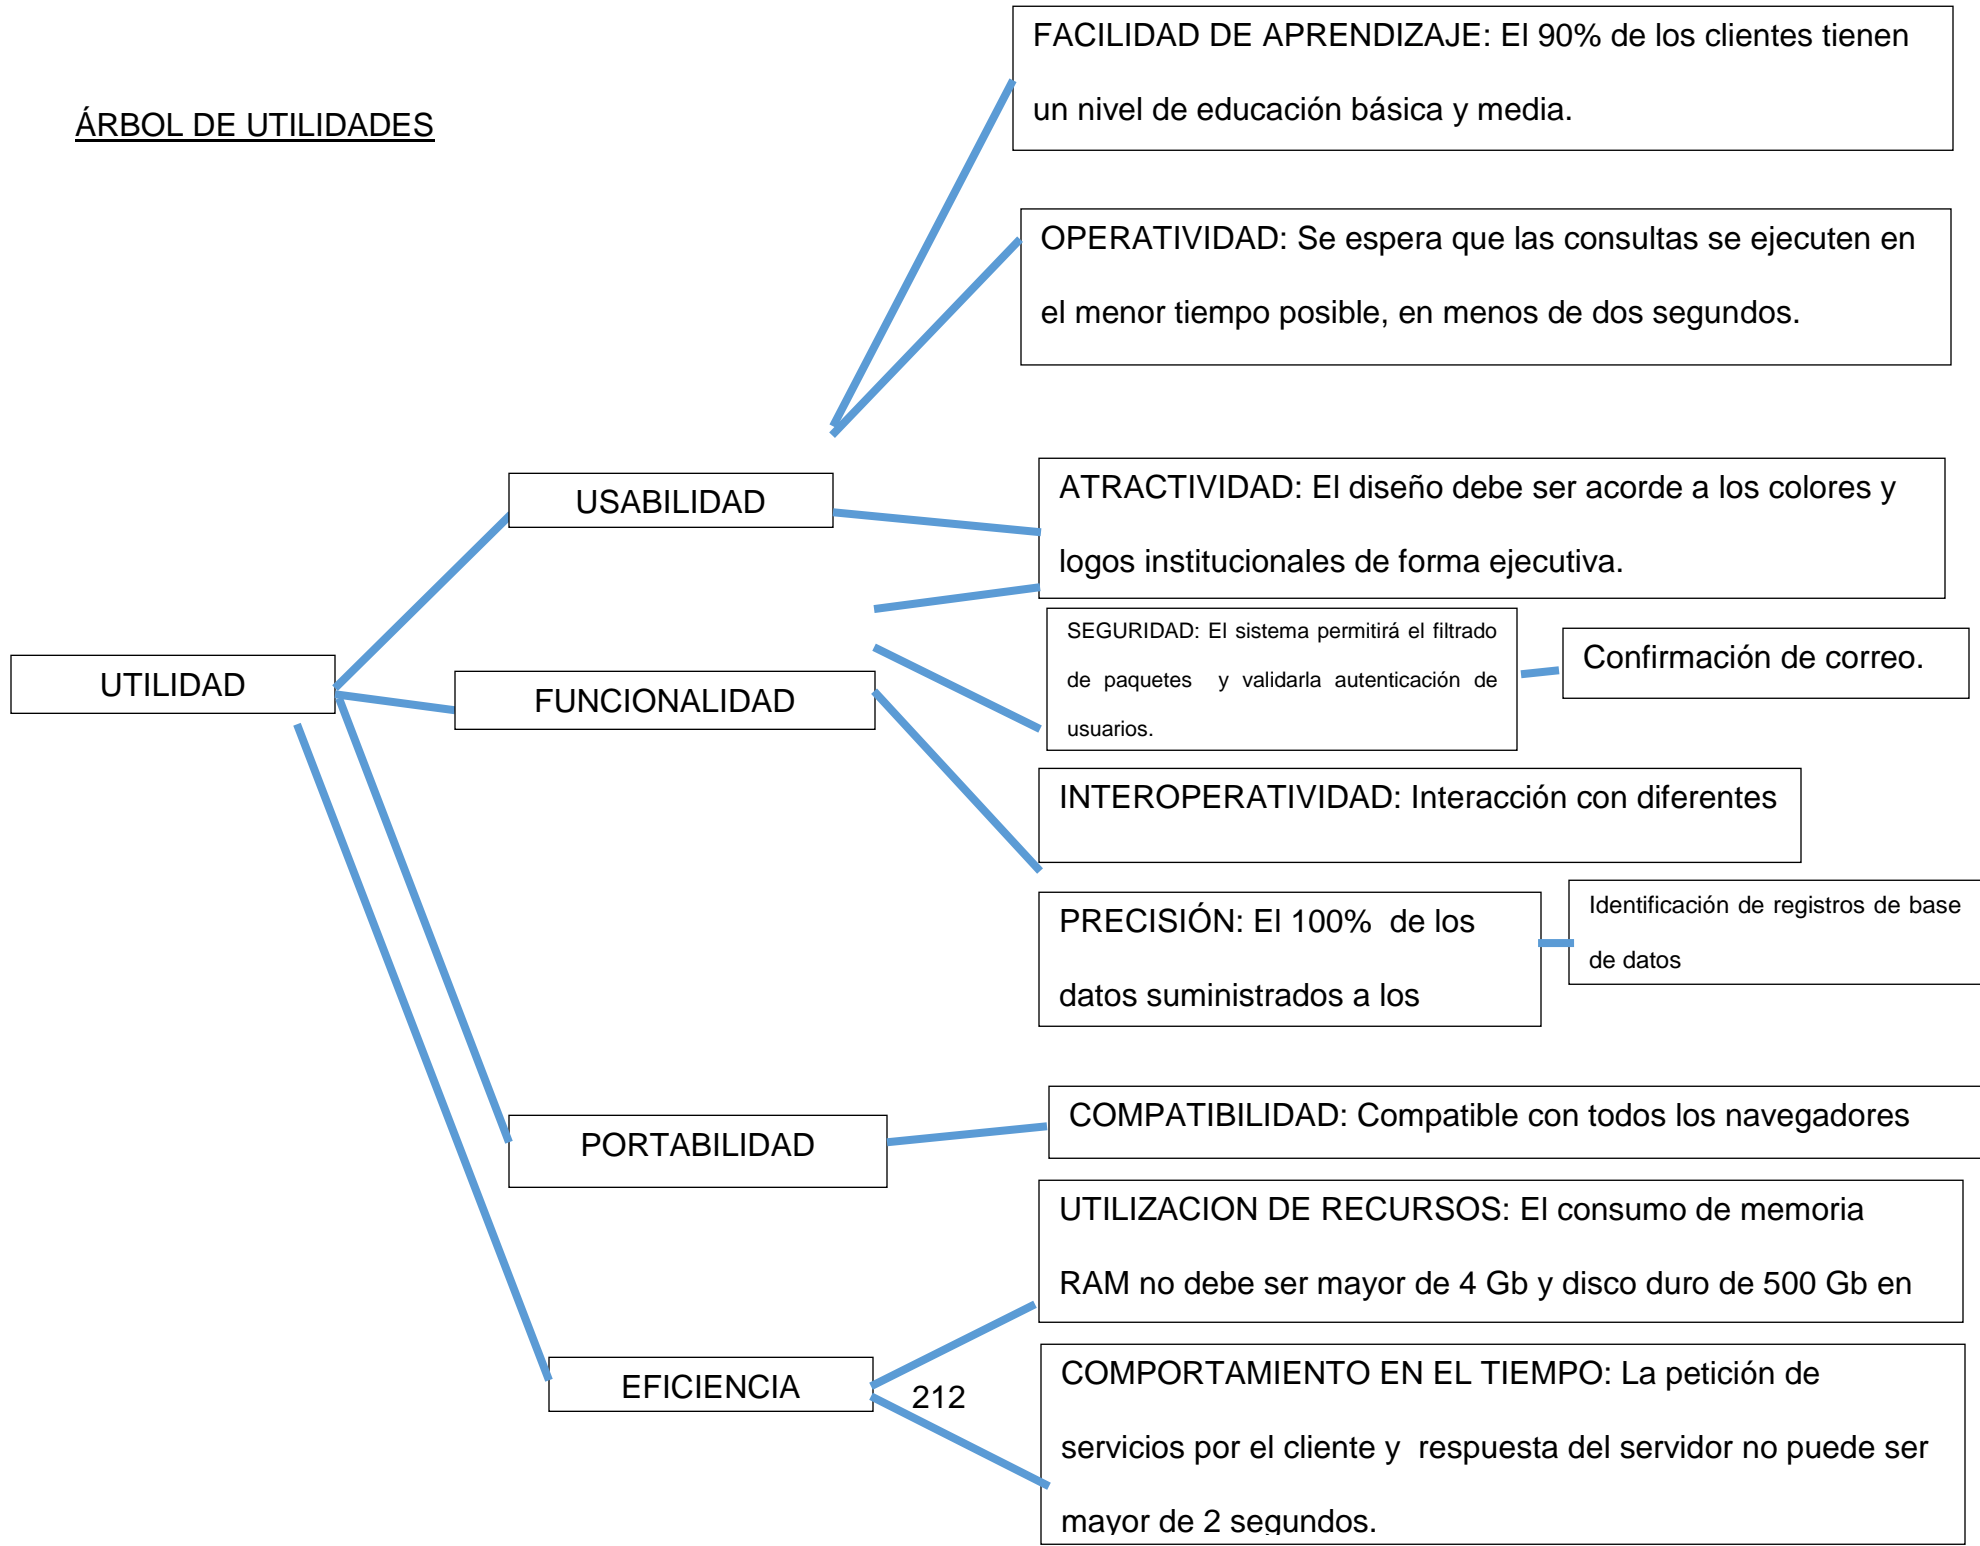 FACILIDAD DE APRENDIZAJE: El 90% de los clientes tienen
un nivel de educación básica y media.
ÁRBOL DE UTILIDADES
OPERATIVIDAD: Se espera que las consultas se ejecuten en
el menor tiempo posible, en menos de dos segundos.
USABILIDAD
ATRACTIVIDAD: El diseño debe ser acorde a los colores y
logos institucionales de forma ejecutiva.
UTILIDAD
FUNCIONALIDAD
SEGURIDAD: El sistema permitirá el filtrado
de paquetes y validarla autenticación de
usuarios.
Confirmación de correo.
INTEROPERATIVIDAD: Interacción con diferentes
PRECISIÓN: El 100% de los
datos suministrados a los
Identificación de registros de base
de datos
PORTABILIDAD
COMPATIBILIDAD: Compatible con todos los navegadores
UTILIZACION DE RECURSOS: El consumo de memoria
RAM no debe ser mayor de 4 Gb y disco duro de 500 Gb en
EFICIENCIA
212
COMPORTAMIENTO EN EL TIEMPO: La petición de
servicios por el cliente y respuesta del servidor no puede ser
mayor de 2 segundos.